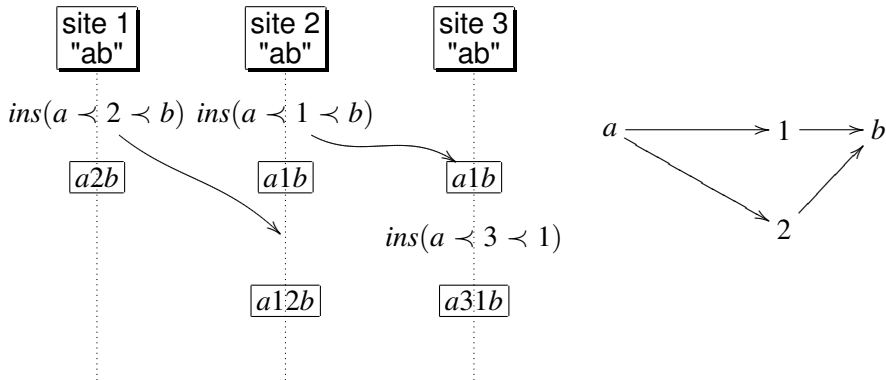 site 1
"ab"
site 2
"ab"
site 3
"ab"
ins(a ≺ 2 ≺ b)
ins(a ≺ 1 ≺ b)
a2b
a1b
a1b
ins(a ≺ 3 ≺ 1)
a12b
a31b
a
1
b
2